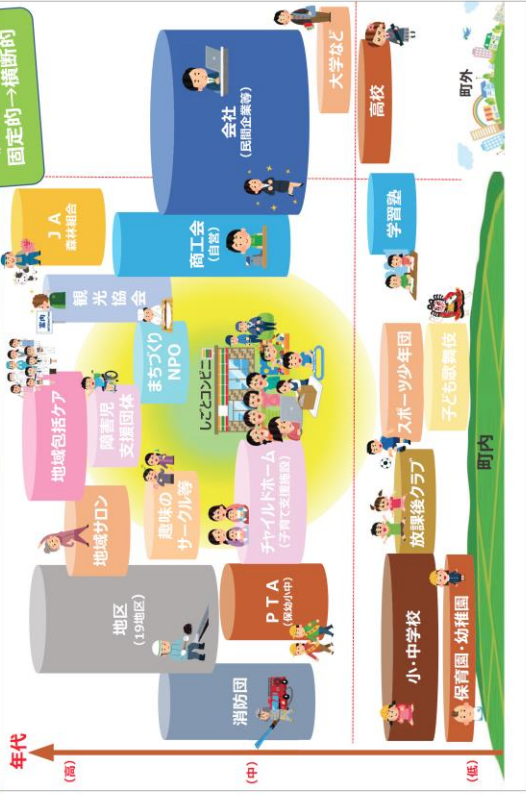 固定的→横断的
年代
(高)
(中)
(低)
JA
森林組合
観光協会
案内
地域包括ケア
障害児
支援団体
地域サロン
地区
(19地区)
消防団
趣味の
サークル等
まちづくり
NPO
商工会
(自営)
会社
(民間企業等)
しごとコンビニ
チャイルドホーム
(子育て支援施設)
PTA
(保幼小中)
大学など
高校
学習塾
スポーツ少年団
子ども歌舞伎
放課後クラブ
小・中学校
保育園・幼稚園
町内
町外